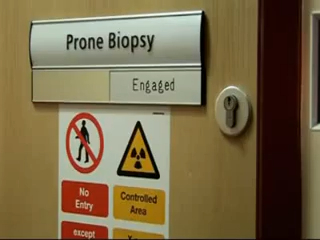 Prone Biopsy
Engaged
No
Entry
Controlled
Area
except